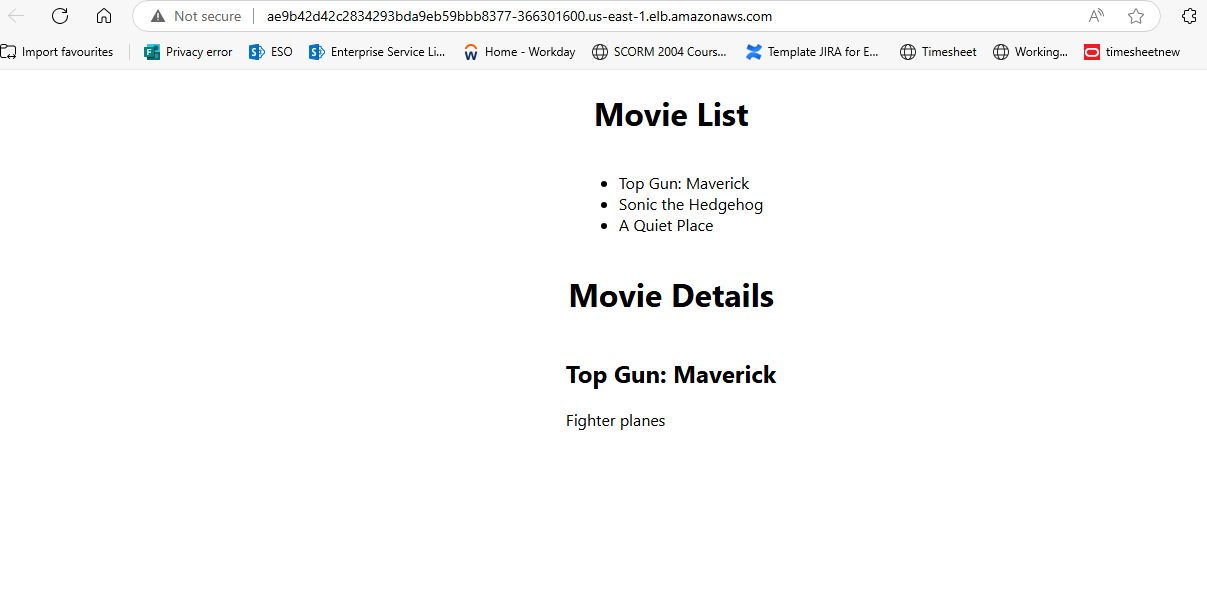 Not secure ae9b42d42c2834293bda9eb59bbb8377-366301600.us-east-1.elb.amazonaws.com A
Import favourites Privacy error ESO Enterprise Service Li... Home - Workday SCORM 2004 Cours... Template JIRA for E... Timesheet Working... timesheetnew
Movie List
• Top Gun: Maverick
• Sonic the Hedgehog
• A Quiet Place
Movie Details
Top Gun: Maverick
Fighter planes